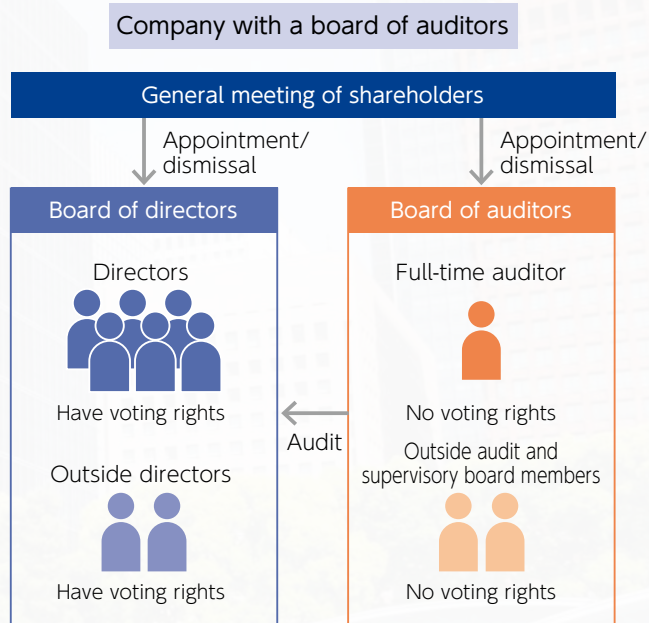 Company with a board of auditors
General meeting of shareholders
Appointment/
dismissal
Appointment/
dismissal
Board of directors
Directors
Have voting rights
Outside directors
Have voting rights
Audit
Board of auditors
Full-time auditor
No voting rights
Outside audit and
supervisory board members
No voting rights